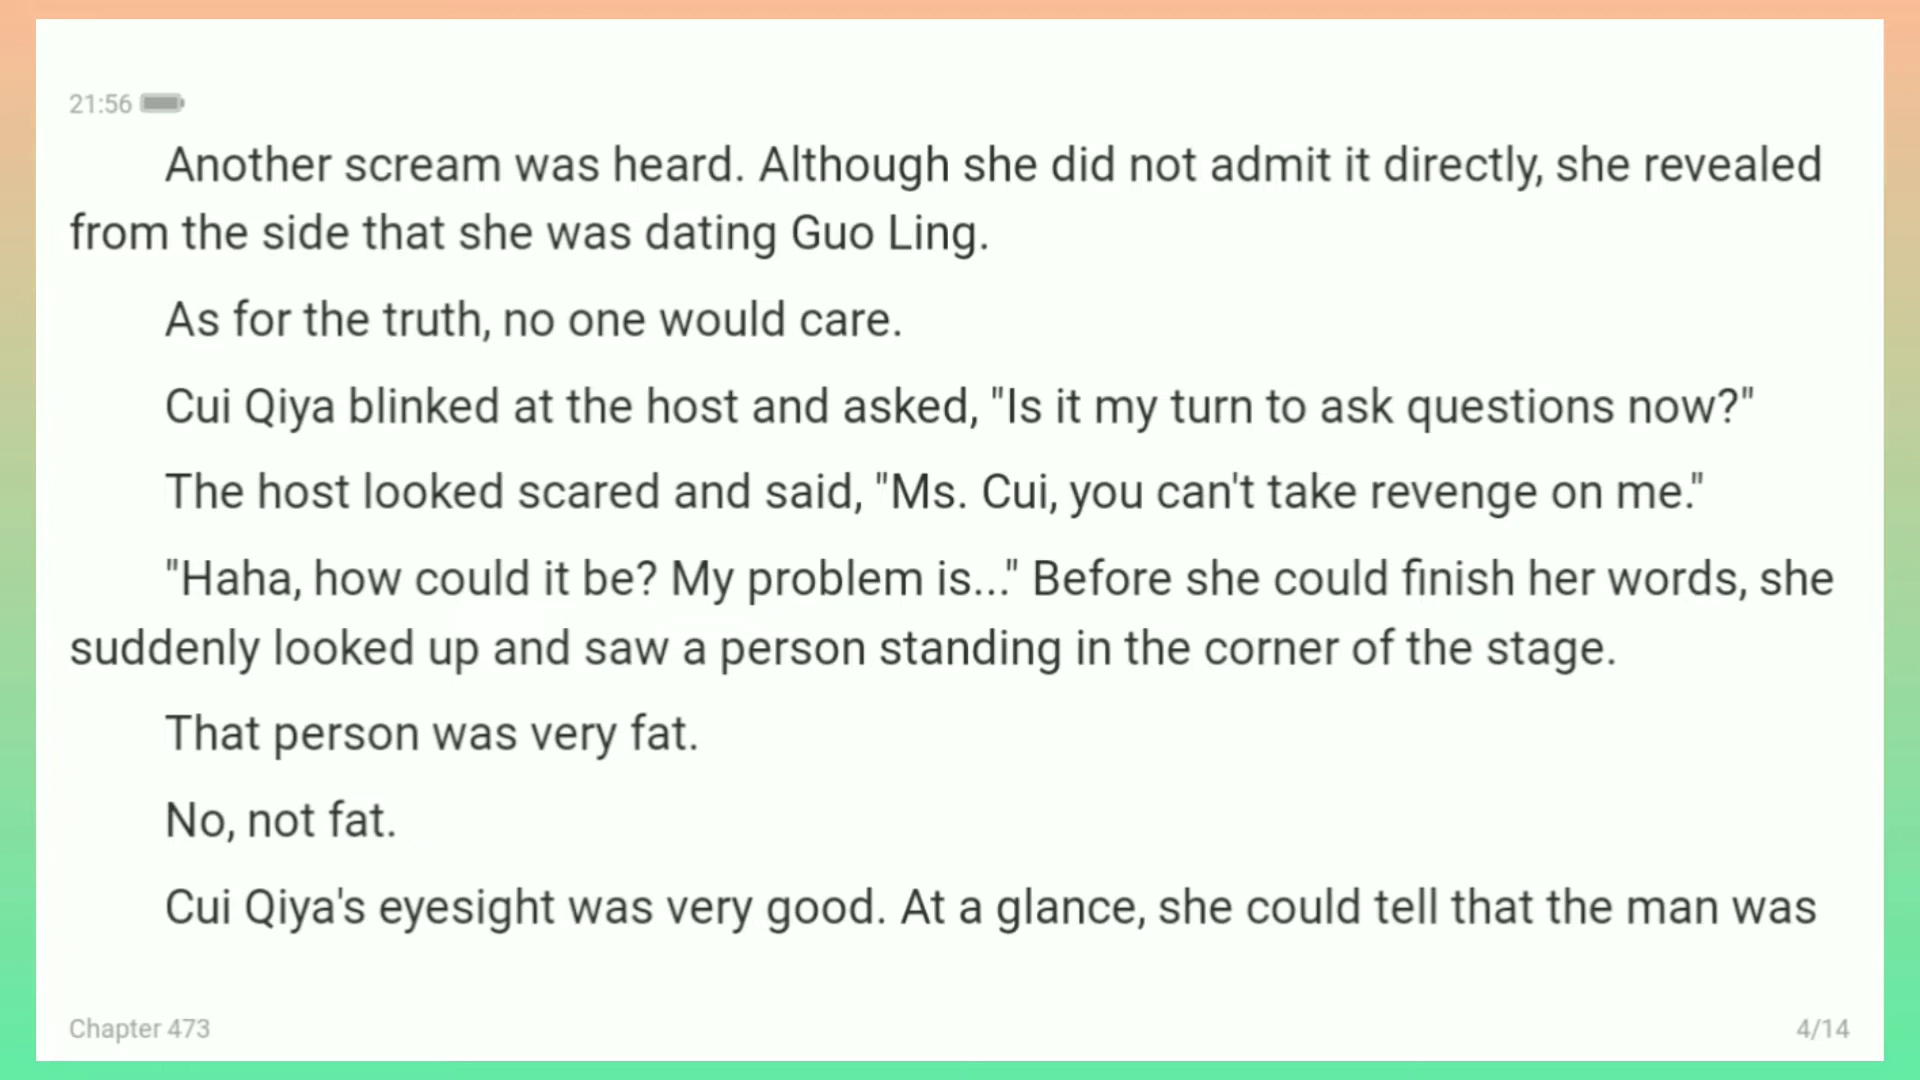 21:56
Another scream was heard. Although she did not admit it directly, she revealed
from the side that she was dating Guo Ling.
As for the truth, no one would care.
Cui Qiya blinked at the host and asked, "Is it my turn to ask questions now?"
The host looked scared and said, "Ms. Cui, you can't take revenge on me."
"Haha, how could it be? My problem is..." Before she could finish her words, she
suddenly looked up and saw a person standing in the corner of the stage.
That person was very fat.
No, not fat.
Cui Qiya's eyesight was very good. At a glance, she could tell that the man was
Chapter 473
4/14